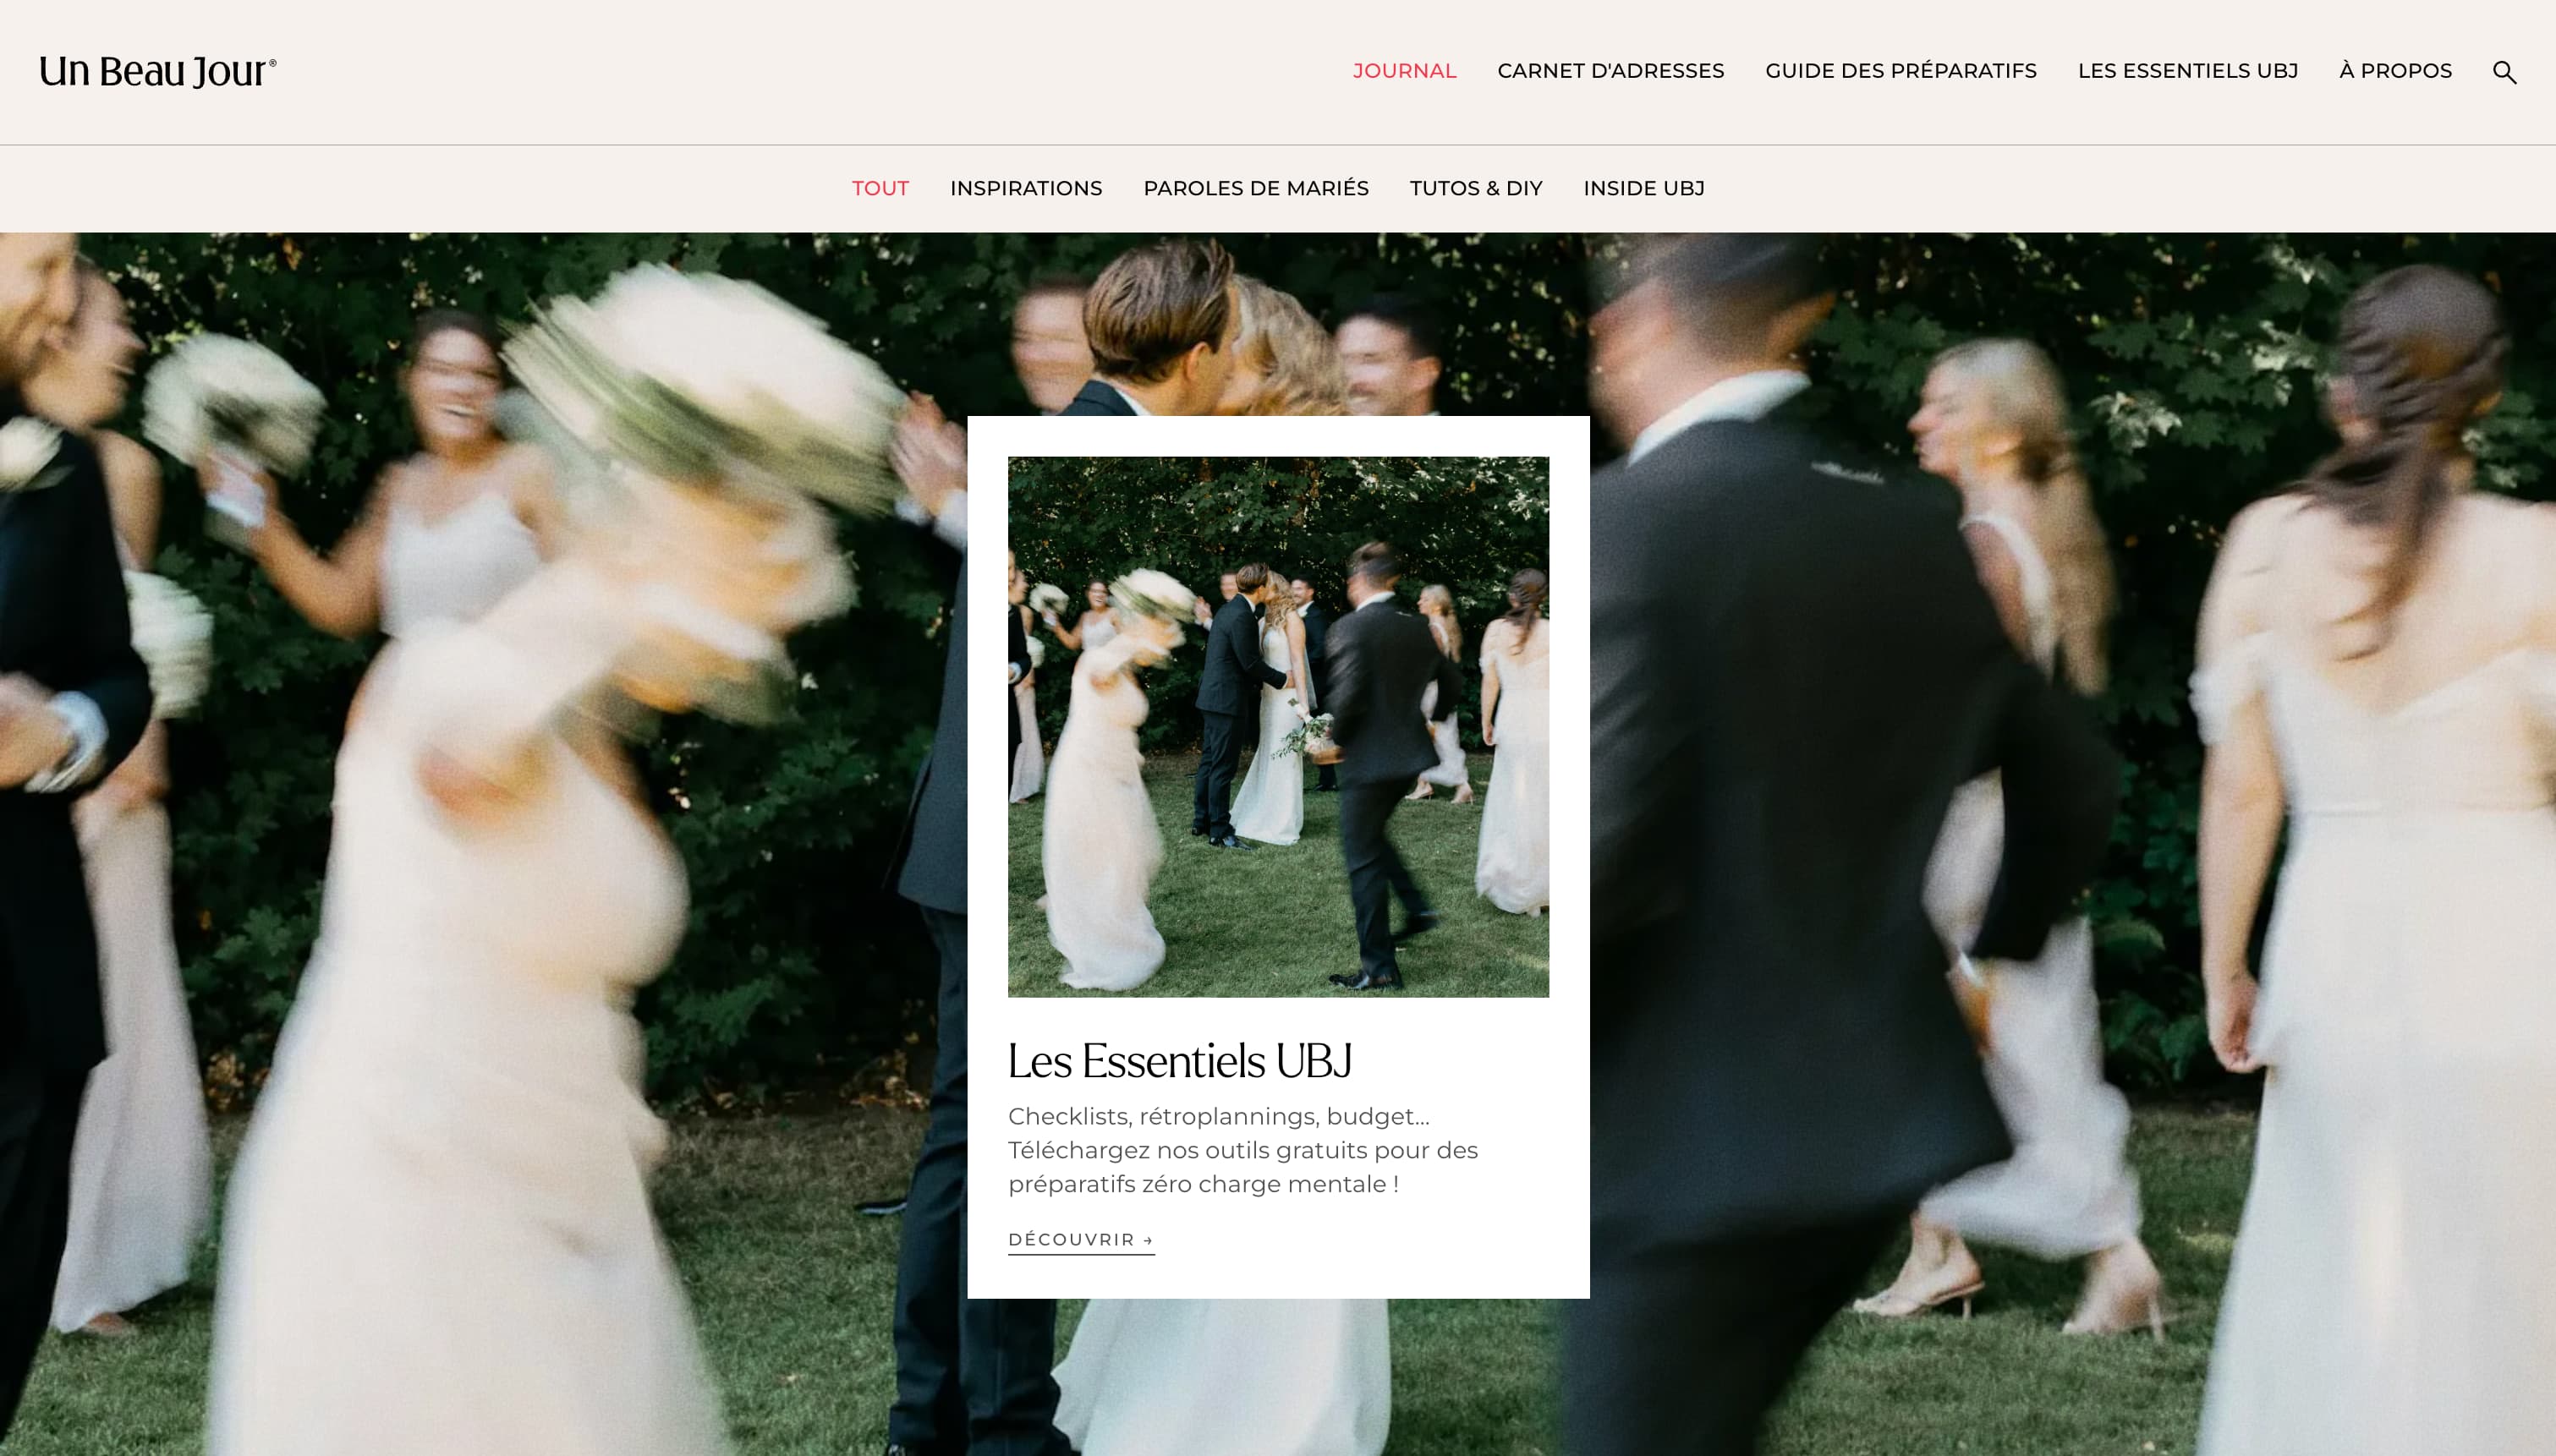 Un Beau Jour®
JOURNAL CARNET D'ADRESSES GUIDE DES PRÉPARATIFS LES ESSENTIELS UBJ À PROPOS
TOUT INSPIRATIONS PAROLES DE MARIÉS TUTOS & DIY INSIDE UBJ
Les Essentiels UBJ
Checklists, rétroplannings, budget...
Téléchargez nos outils gratuits pour des
préparatifs zéro charge mentale !
DÉCOUVRIR →